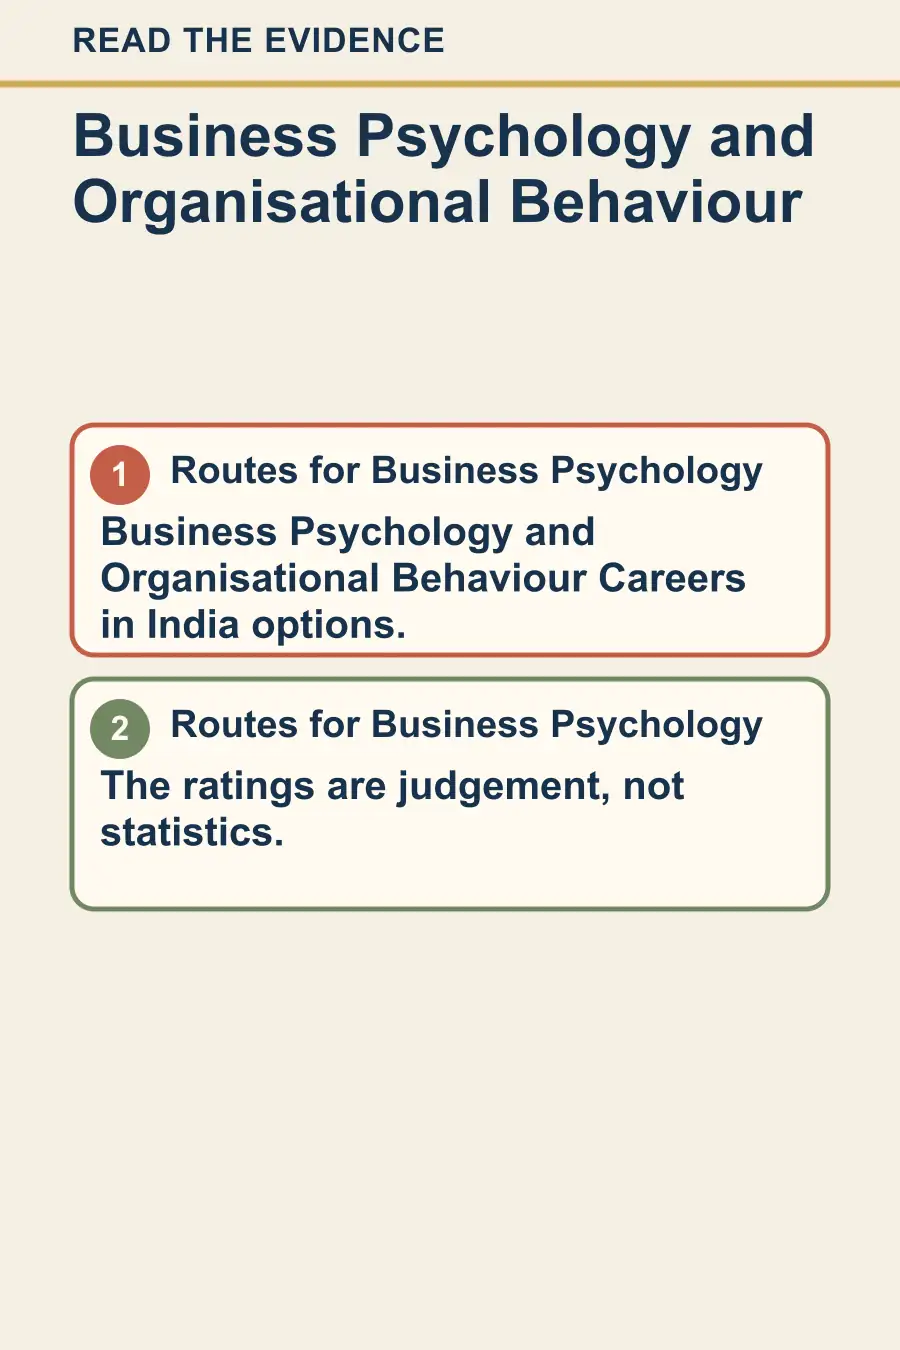 READ THE EVIDENCE
Business Psychology and
Organisational Behaviour
1 Routes for Business Psychology
Business Psychology and
Organisational Behaviour Careers
in India options.
2 Routes for Business Psychology
The ratings are judgement, not
statistics.